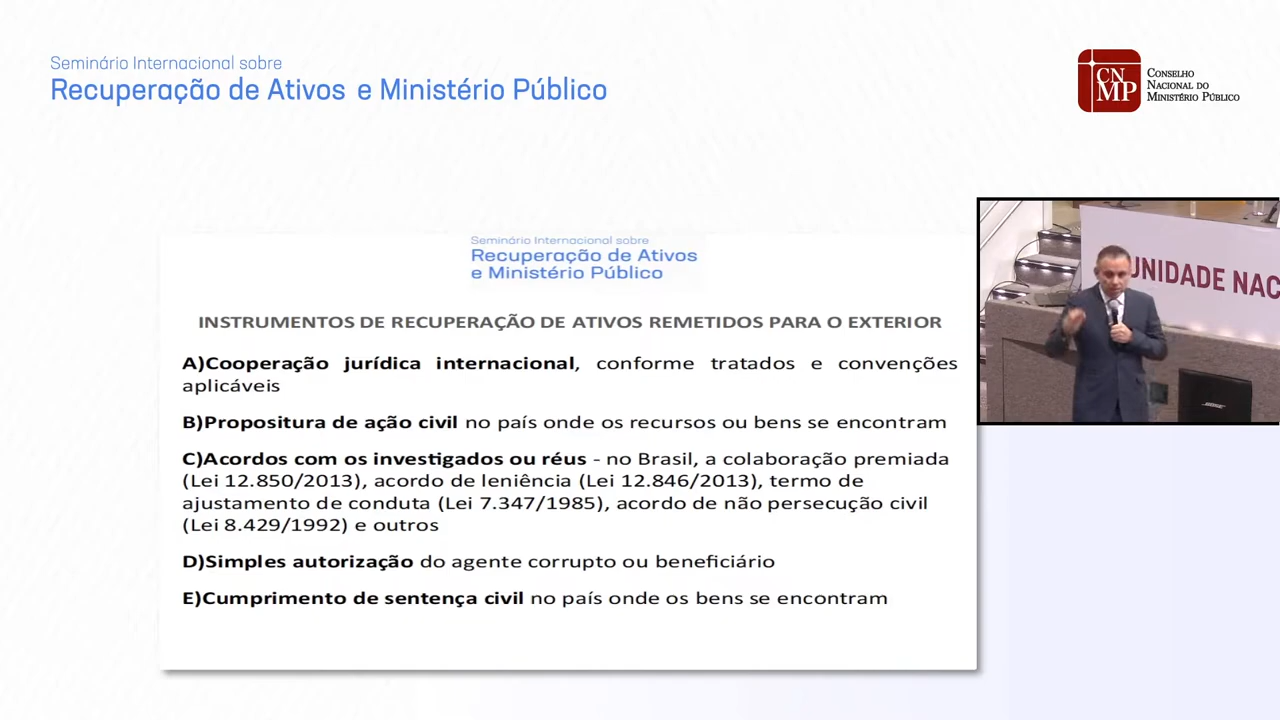 Seminário Internacional sobre
Recuperação de Ativos e Ministério Público
CN
MP
CONSELHO
NACIONAL DO
MINISTÉRIO PÚBLICO
Seminário Internacional sobre
Recuperação de Ativos
e Ministério Público
INSTRUMENTOS DE RECUPERAÇÃO DE ATIVOS REMETIDOS PARA O EXTERIOR
A)Cooperação jurídica internacional, conforme tratados e convenções
aplicáveis
B)Propositura de ação civil no país onde os recursos ou bens se encontram
C)Acordos com os investigados ou réus - no Brasil, a colaboração premiada
(Lei 12.850/2013), acordo de leniência (Lei 12.846/2013), termo de
ajustamento de conduta (Lei 7.347/1985), acordo de não persecução civil
(Lei 8.429/1992) e outros
D)Simples autorização do agente corrupto ou beneficiário
E)Cumprimento de sentença civil no país onde os bens se encontram
UNIDADE NAC
BOSE